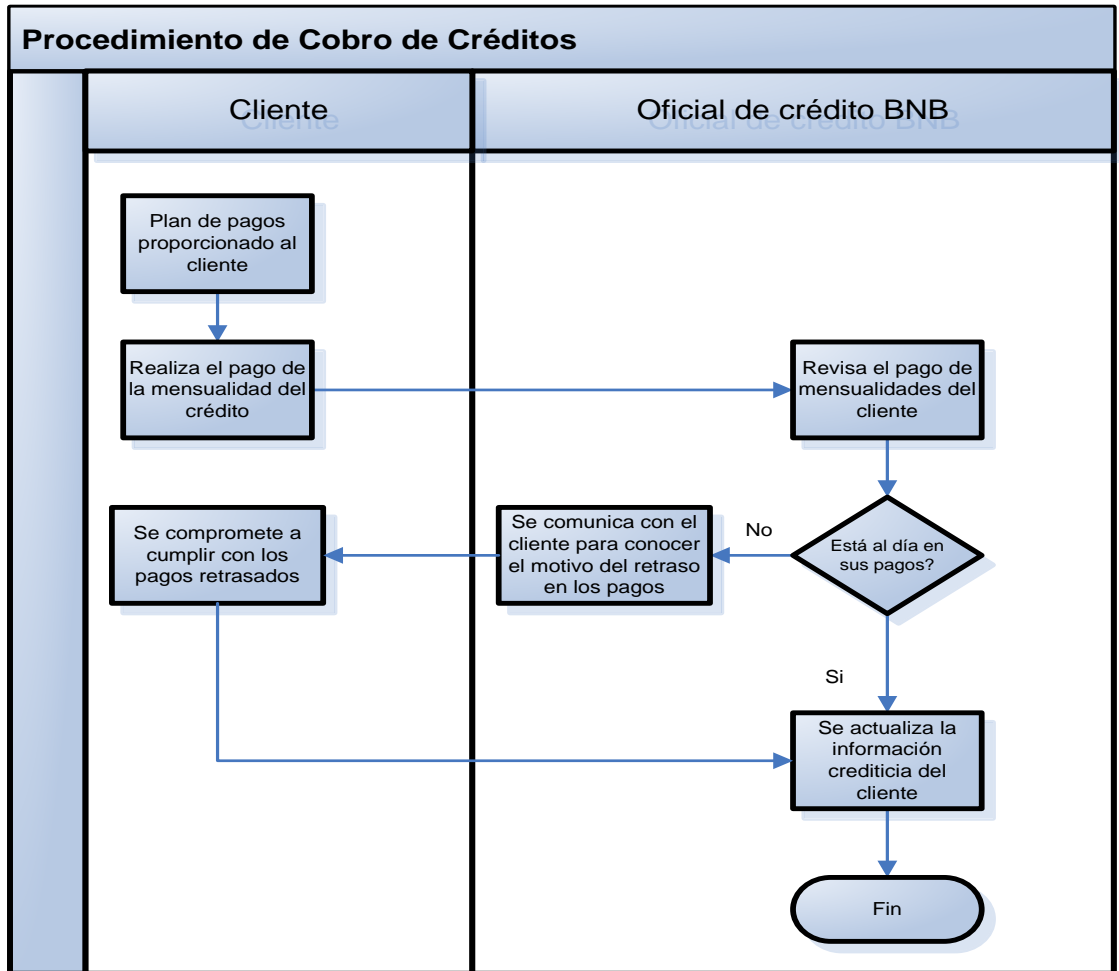 Procedimiento de Cobro de Créditos
Cliente
Oficial de crédito BNB
Plan de pagos
proporcionado al
cliente
Realiza el pago de
la mensualidad del
crédito
Revisa el pago de
mensualidades del
cliente
Está al día en
sus pagos?
No
Se comunica con el
cliente para conocer
el motivo del retraso
en los pagos
Se compromete a
cumplir con los
pagos retrasados
Si
Se actualiza la
información
crediticia del
cliente
Fin